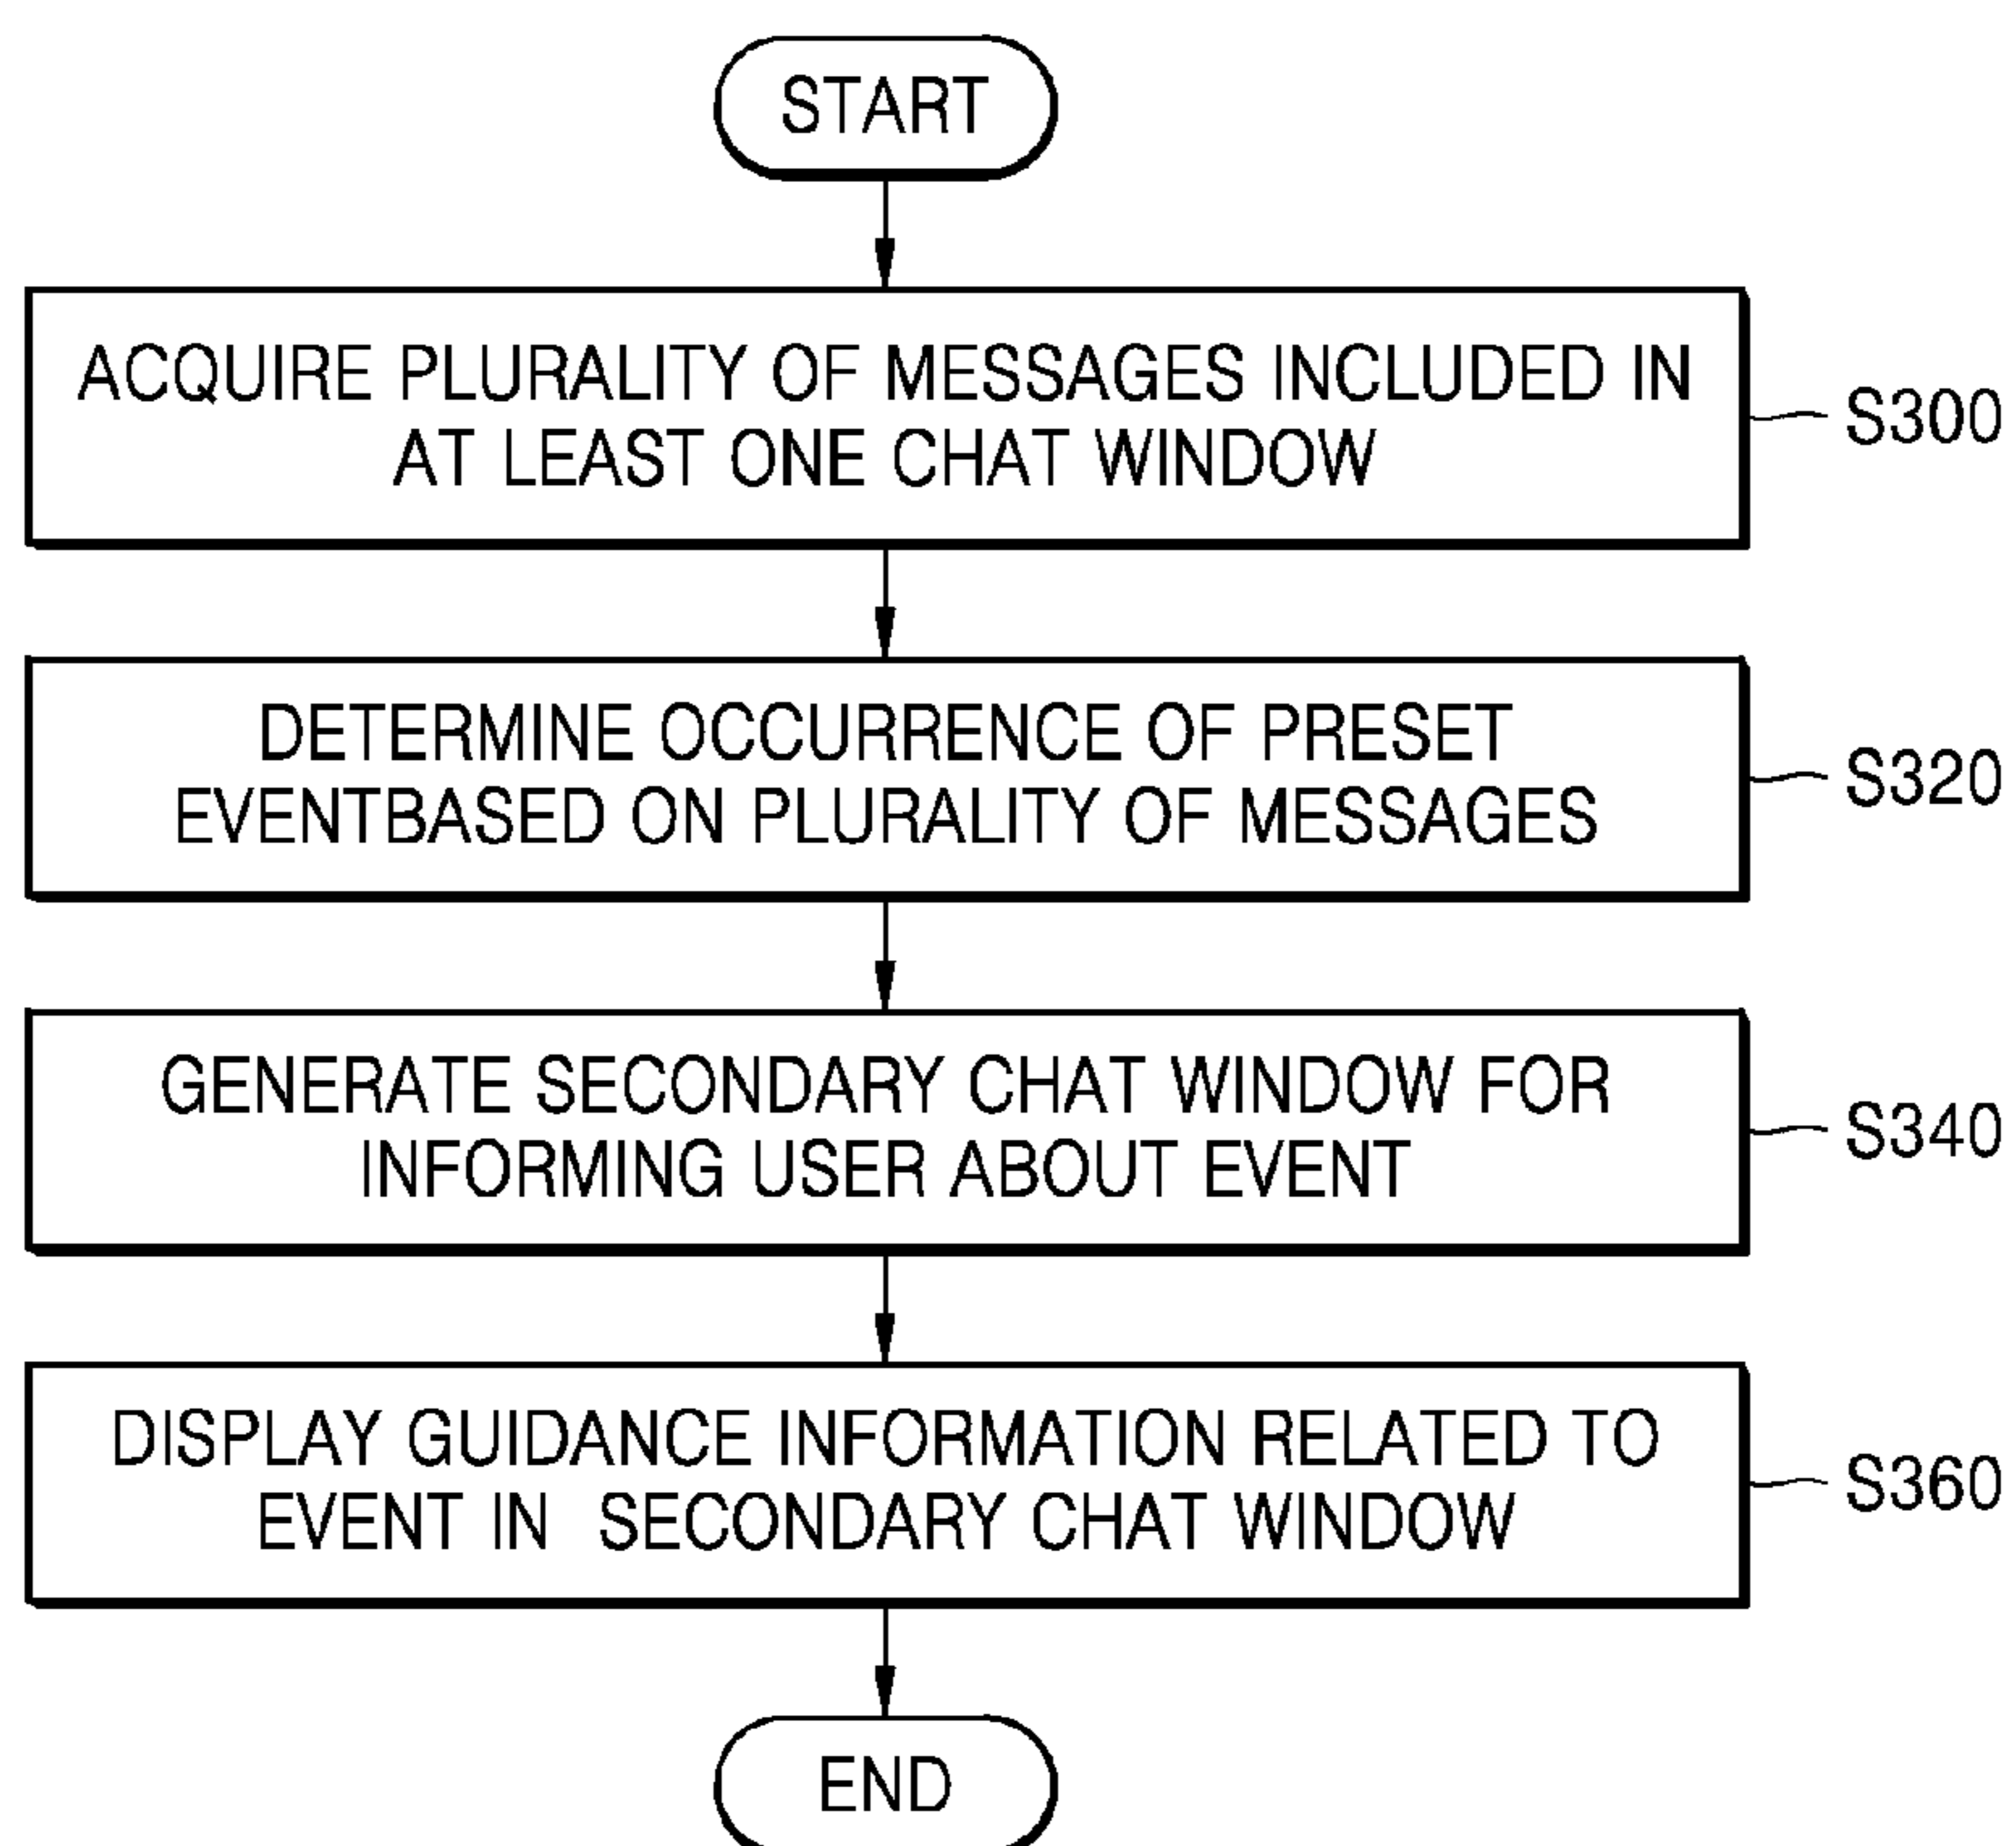 START
ACQUIRE PLURALITY OF MESSAGES INCLUDED IN
AT LEAST ONE CHAT WINDOW
S300
DETERMINE OCCURRENCE OF PRESET
EVENTBASED ON PLURALITY OF MESSAGES
S320
GENERATE SECONDARY CHAT WINDOW FOR
INFORMING USER ABOUT EVENT
S340
DISPLAY GUIDANCE INFORMATION RELATED TO
EVENT IN SECONDARY CHAT WINDOW
S360
END